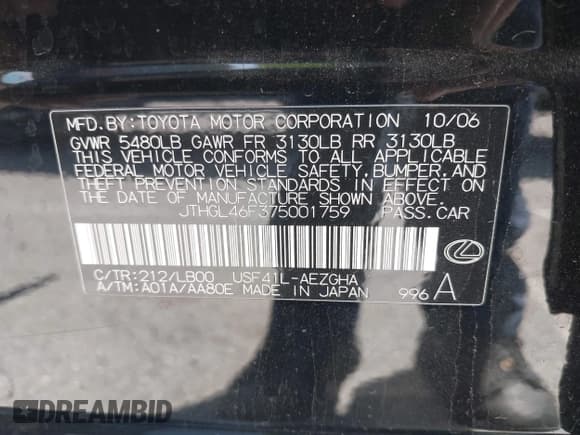 MFD.BY:TOYOTA MOTOR CORPORATION 10/06
GVWR 5480LB GAWR FR 3130LB RR 3130LB
THIS VEHICLE CONFORMS TO ALL APPLICABLE
FEDERAL MOTOR VEHICLE SAFETY,BUMPER,AND
THEFT PREVENTION STANDARDS IN EFFECT ON
THE DATE OF MANUFACTURE SHOWN ABOVE.
JTHGL46F375001759 PASS.CAR
C/TR:212/LB00 USF41L-AEZGHA
A/TM:A01A/AA80E MADE IN JAPAN 996 A
DREAMBID